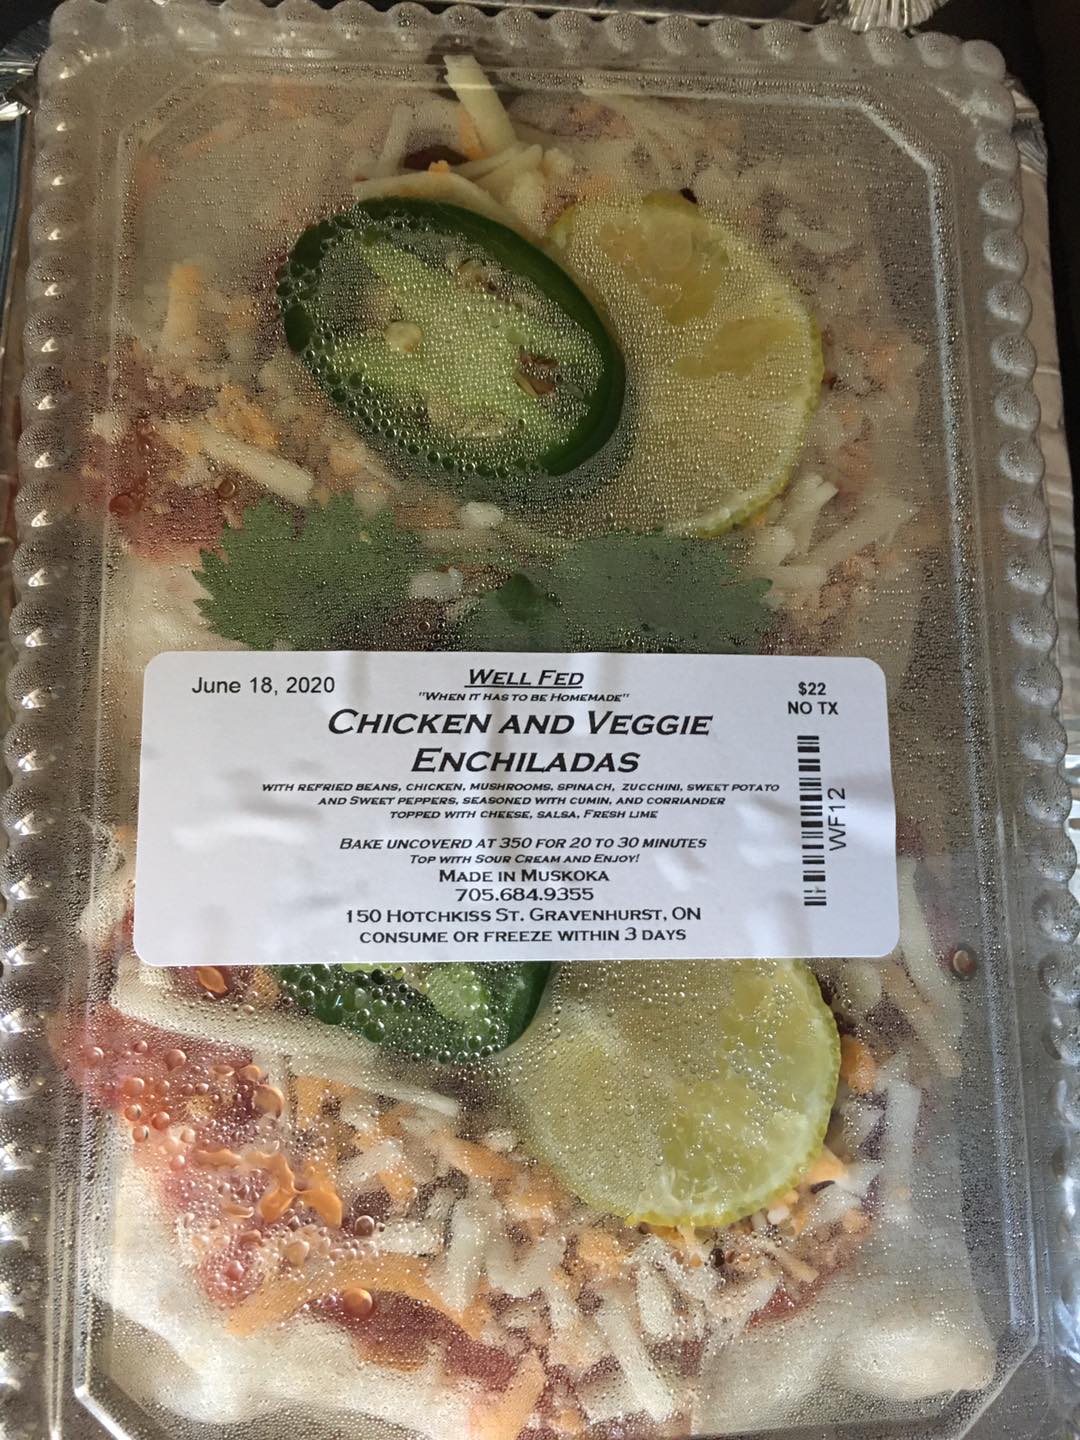 June 18, 2020
WELL FED
"WHEN IT HAS TO BE HOMEMADE"
$22
NO TX
CHICKEN AND VEGGIE
ENCHILADAS
WITH REFRIED BEANS, CHICKEN, MUSHROOMS, SPINACH, ZUCCHINI, SWEET POTATO
AND SWEET PEPPERS, SEASONED WITH CUMIN, AND CORRIANDER
TOPPED WITH CHEESE, SALSA, FRESH LIME
BAKE UNCOVERD AT 350 FOR 20 TO 30 MINUTES
TOP WITH SOUR CREAM AND ENJOY!
MADE IN MUSKOKA
705.684.9355
150 HOTCHKISS ST. GRAVENHURST, ON
CONSUME OR FREEZE WITHIN 3 DAYS
WF12